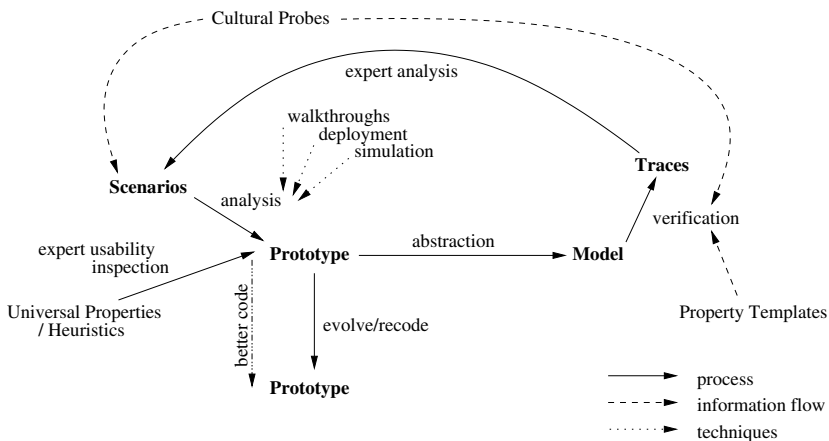 Cultural Probes
expert analysis
walkthroughs
deployment
simulation
Traces
Scenarios
analysis
verification
expert usability
inspection
Prototype
abstraction
Model
Universal Properties
/ Heuristics
better code
evolve/recode
Property Templates
Prototype
process
information flow
techniques